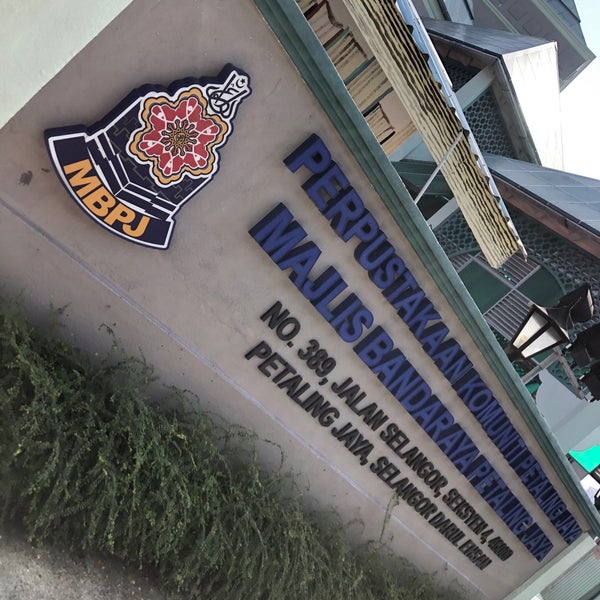 MBPJ
PERPUSTAKAAN KOMUNITI PETALING JAYA
MAJLIS BANDARAYA PETALING JAYA
NO. 389, JALAN SELANGOR, SEKSYEN 4, 46000
PETALING JAYA, SELANGOR DARUL EHSAN